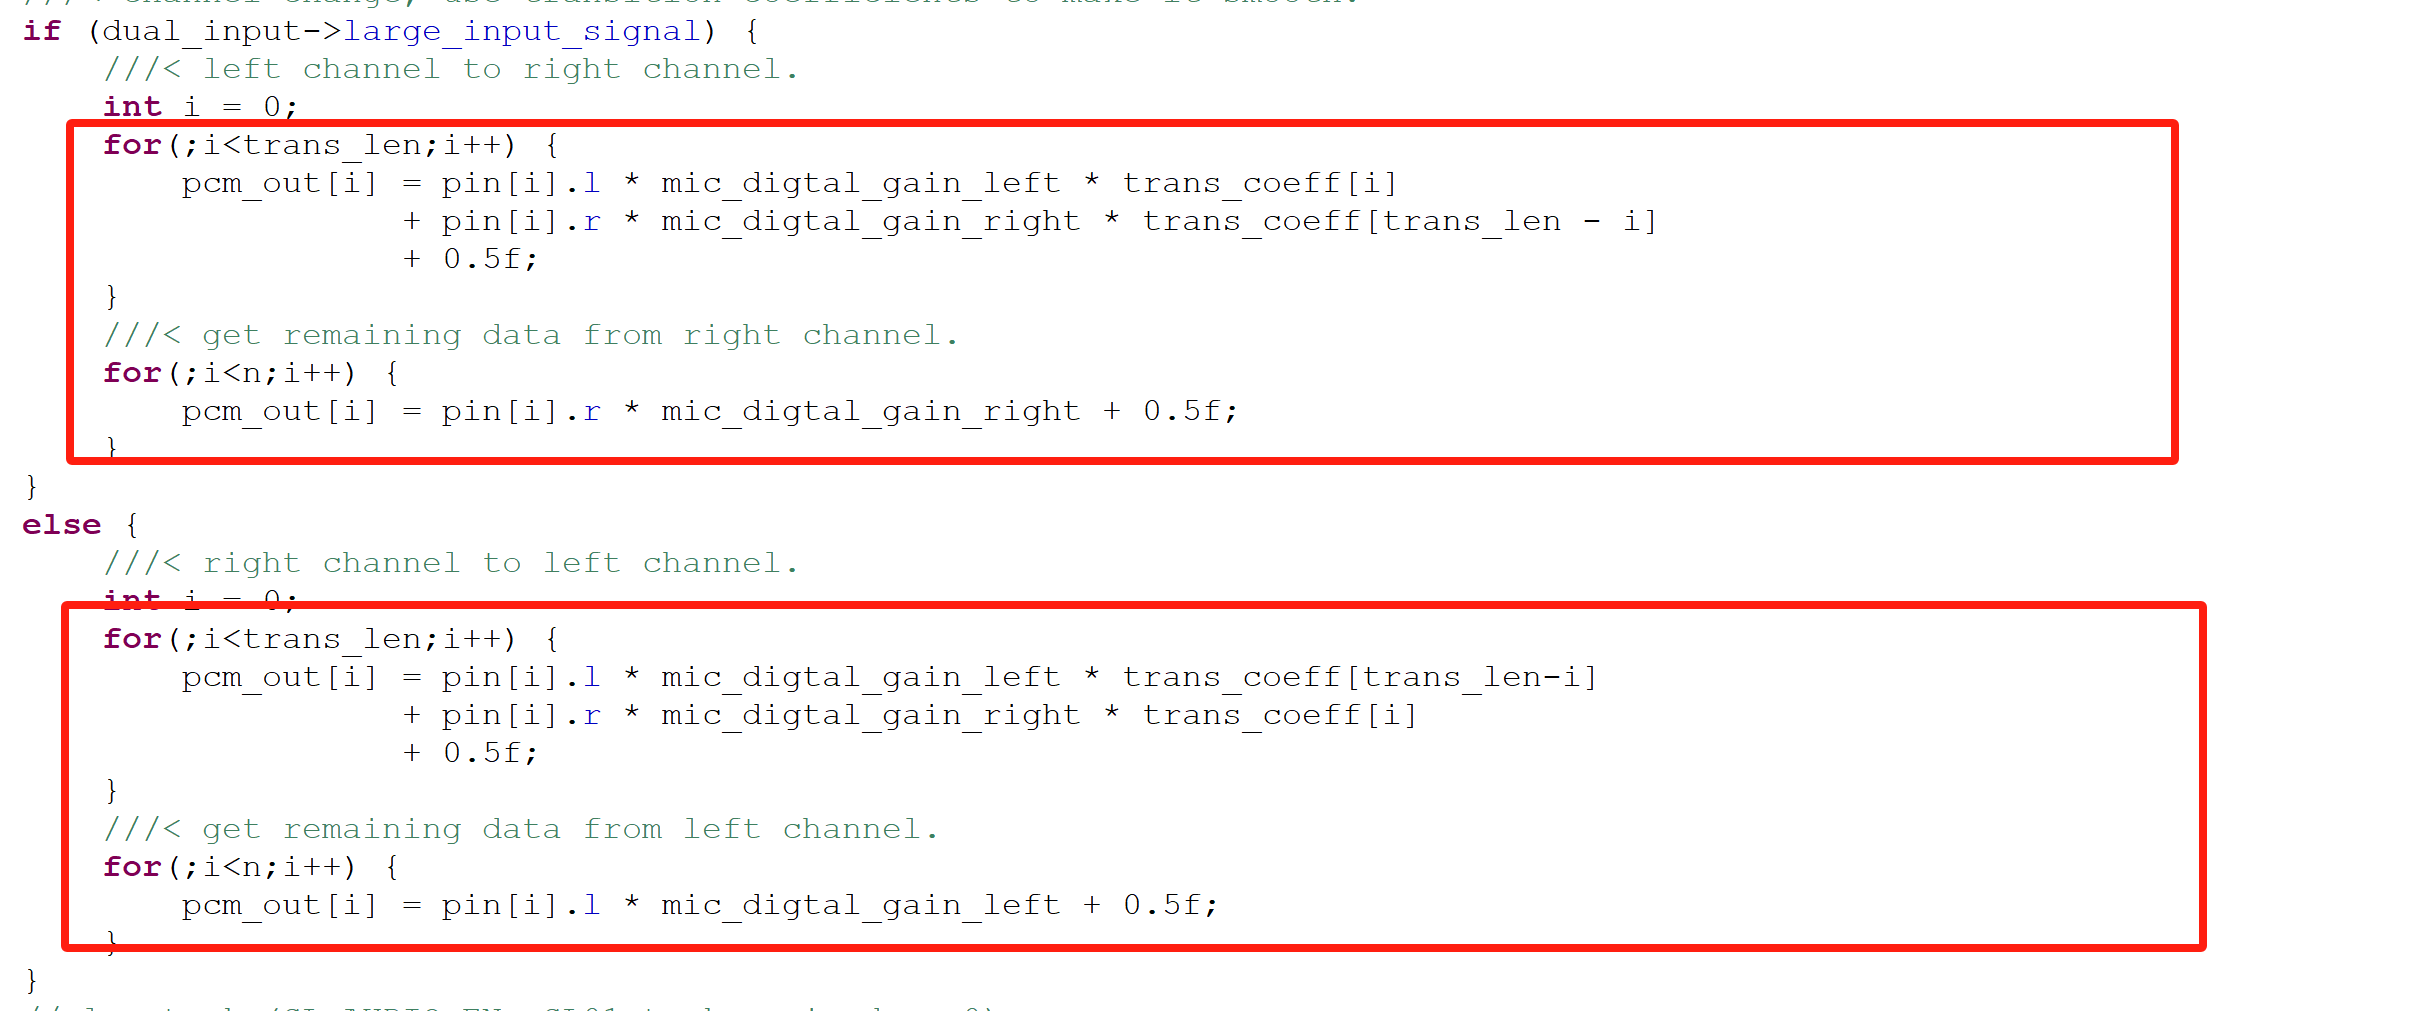 if (dual_input->large_input_signal) {
///< left channel to right channel.
int i = 0;
for(;i<trans_len;i++) {
pcm_out[i] = pin[i].l * mic_digtal_gain_left * trans_coeff[i]
+ pin[i].r * mic_digtal_gain_right * trans_coeff[trans_len - i]
+ 0.5f;
}
///< get remaining data from right channel.
for(;i<n;i++) {
pcm_out[i] = pin[i].r * mic_digtal_gain_right + 0.5f;
}
}
else {
///< right channel to left channel.
int i = 0;
for(;i<trans_len;i++) {
pcm_out[i] = pin[i].l * mic_digtal_gain_left * trans_coeff[trans_len-i]
+ pin[i].r * mic_digtal_gain_right * trans_coeff[i]
+ 0.5f;
}
///< get remaining data from left channel.
for(;i<n;i++) {
pcm_out[i] = pin[i].l * mic_digtal_gain_left + 0.5f;
}
}